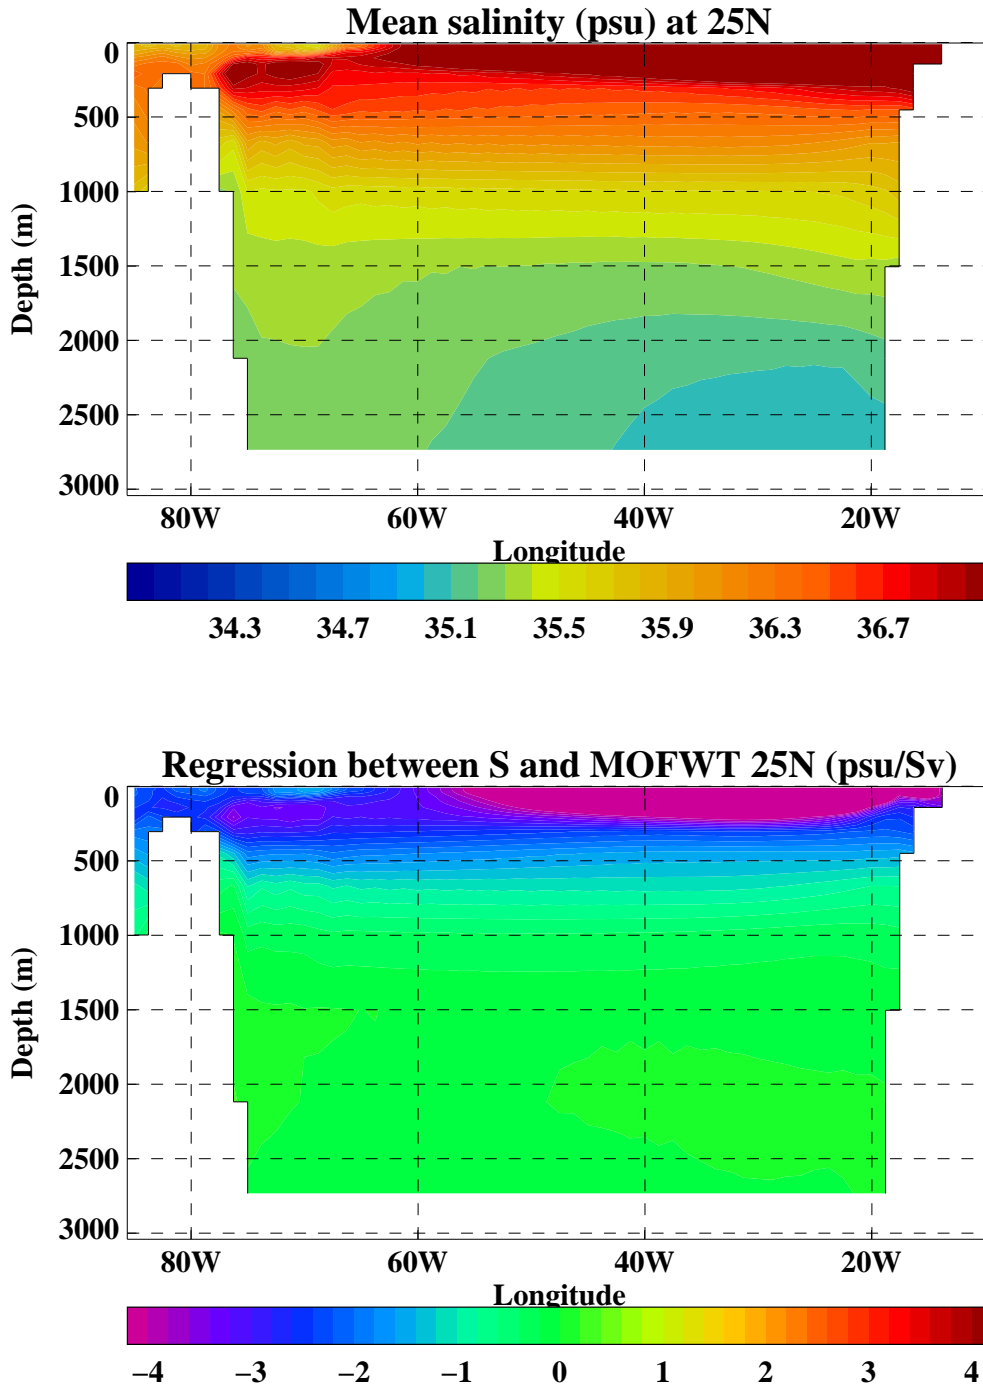 Mean salinity (psu) at 25N
0
500
1000
1500
2000
2500
3000
Depth (m)
80W 60W 40W 20W
Longitude
34.3 34.7 35.1 35.5 35.9 36.3 36.7
Regression between S and MOFWT 25N (psu/Sv)
0
500
1000
1500
2000
2500
3000
Depth (m)
80W 60W 40W 20W
Longitude
−4 −3 −2 −1 0 1 2 3 4